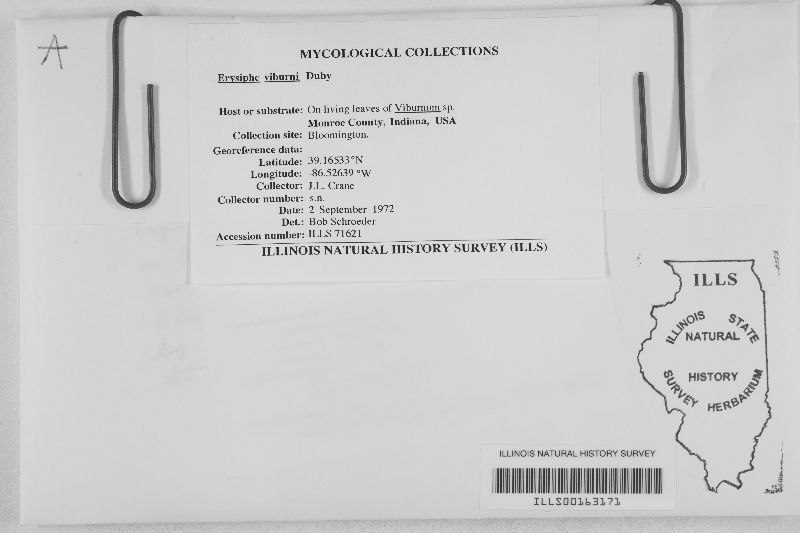 A
MYCOLOGICAL COLLECTIONS
Erysiphe viburni Duby
Host or substrate: On living leaves of Viburnum sp.
Monroe County, Indiana, USA
Collection site: Bloomington.
Georeference data:
Latitude: 39.16533°N
Longitude: -86.52639 °W
Collector: J.L. Crane
Collector number: s.n.
Date: 2 September 1972
Det.: Bob Schroeder
Accession number: ILLS 71621
ILLINOIS NATURAL HISTORY SURVEY (ILLS)
ILLS
ILLINOIS STATE
NATURAL
HISTORY
SURVEY HERBARIUM
ILLINOIS NATURAL HISTORY SURVEY
ILLS00163171